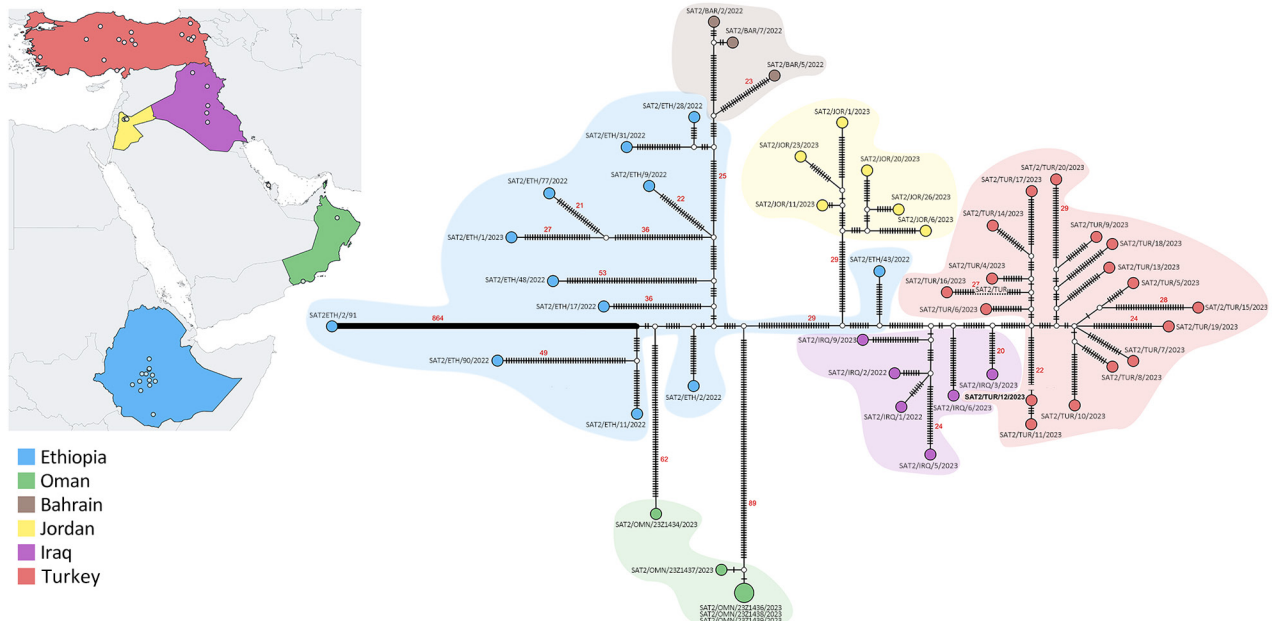 SAT2/BAR/2/2022
SAT2/BAR/7/2022
SAT2/BAR/5/2022
23
SAT2/ETH/28/2022
SAT2/ETH/31/2022
25
SAT2/ETH/77/2022
SAT2/ETH/9/2022
21
22
SAT2/ETH/1/2023
27
36
SAT2/ETH/48/2022
53
SAT2/ETH/17/2022
36
SAT2ETH/2/91
864
SAT2/ETH/90/2022
49
SAT2/ETH/11/2022
SAT2/ETH/2/2022
SAT2/JOR/1/2023
SAT2/JOR/23/2023
SAT2/JOR/20/2023
SAT2/JOR/11/2023
SAT2/JOR/26/2023
SAT2/JOR/6/2023
29
SAT2/ETH/43/2022
29
SAT2/TUR/20/2023
SAT2/TUR/17/2023
29
SAT2/TUR/14/2023
SAT2/TUR/9/2023
SAT2/TUR/18/2023
SAT2/TUR/4/2023
SAT2/TUR/13/2023
SAT2/TUR/16/2023
27
SAT2/TUR
SAT2/TUR/5/2023
SAT2/TUR/6/2023
28
SAT2/TUR/15/2023
24
SAT2/TUR/19/2023
SAT2/TUR/7/2023
SAT2/TUR/8/2023
22
SAT2/TUR/12/2023
SAT2/TUR/10/2023
SAT2/TUR/11/2023
SAT2/IRQ/9/2023
20
SAT2/IRQ/2/2022
SAT2/IRQ/3/2023
SAT2/IRQ/6/2023
SAT2/IRQ/1/2022
24
SAT2/IRQ/5/2023
62
89
SAT2/OMN/23Z1434/2023
SAT2/OMN/23Z1437/2023
SAT2/OMN/23Z1436/2023
SAT2/OMN/23Z1438/2023
SAT2/OMN/23Z1439/2023
Ethiopia
Oman
Bahrain
Jordan
Iraq
Turkey